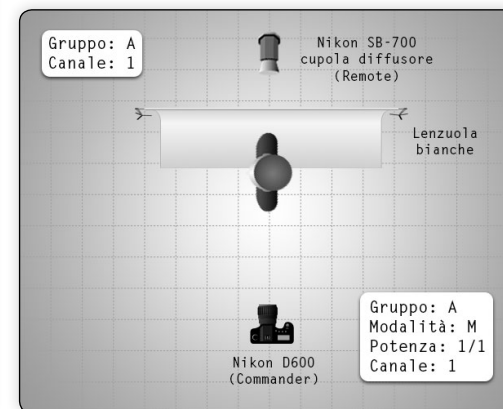 Gruppo: A
Canale: 1
Nikon SB-700
cupola diffusore
(Remote)
Lenzuola
bianche
Gruppo: A
Modalità: M
Potenza: 1/1
Canale: 1
Nikon D600
(Commander)